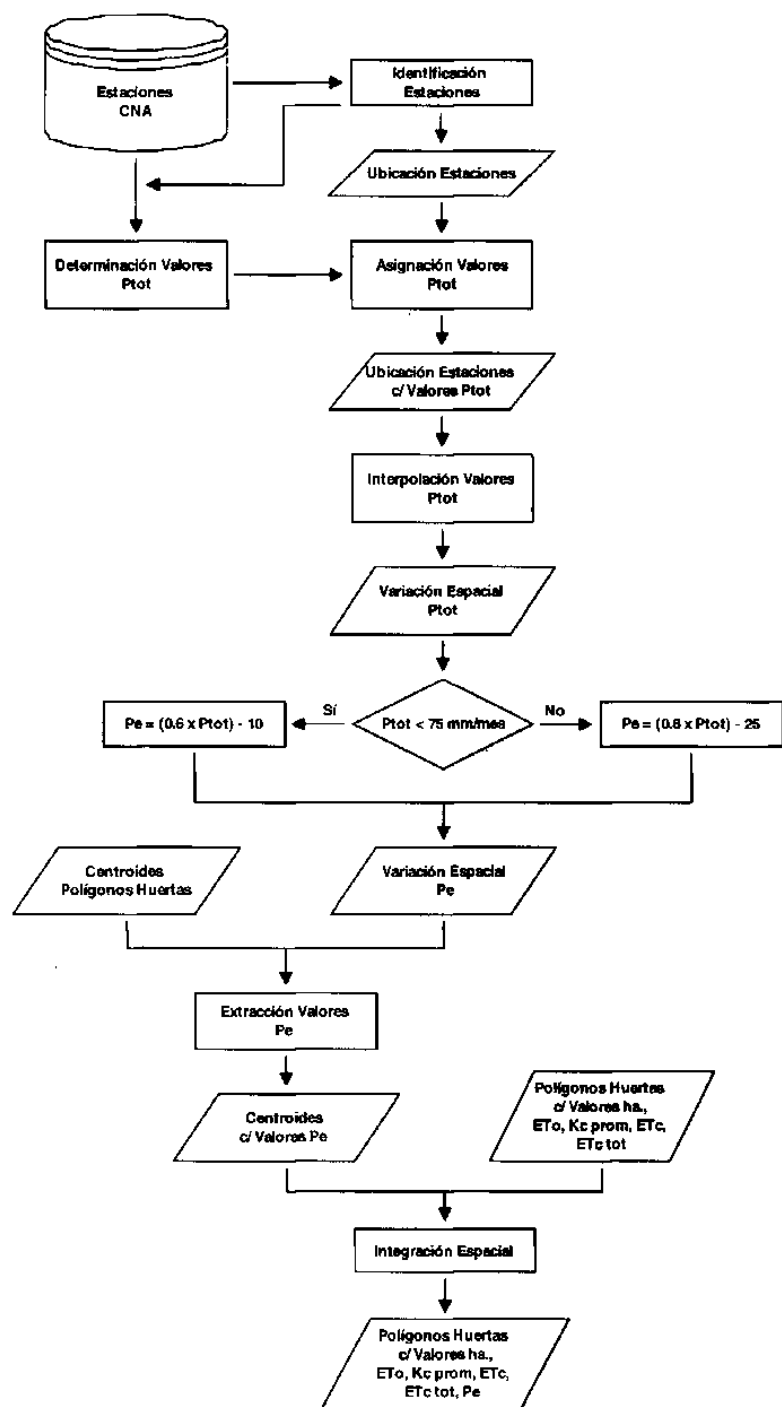 Estaciones
CNA
Identificación
Estaciones
Ubicación Estaciones
Determinación Valores
Ptot
Asignación Valores
Ptot
Ubicación Estaciones
c/ Valores Ptot
Interpolación Valores
Ptot
Variación Espacial
Ptot
Pe = (0.6 x Ptot) - 10
Sí
Ptot < 75 mm/mes
No
Pe = (0.8 x Ptot) - 25
Centroides
Polígonos Huertas
Variación Espacial
Pe
Extracción Valores
Pe
Centroides
c/ Valores Pe
Polígonos Huertas
c/ Valores ha.,
ETo, Kc prom, ETc,
ETc tot
Integración Espacial
Polígonos Huertas
c/ Valores ha.,
ETo, Kc prom, ETc,
ETc tot, Pe